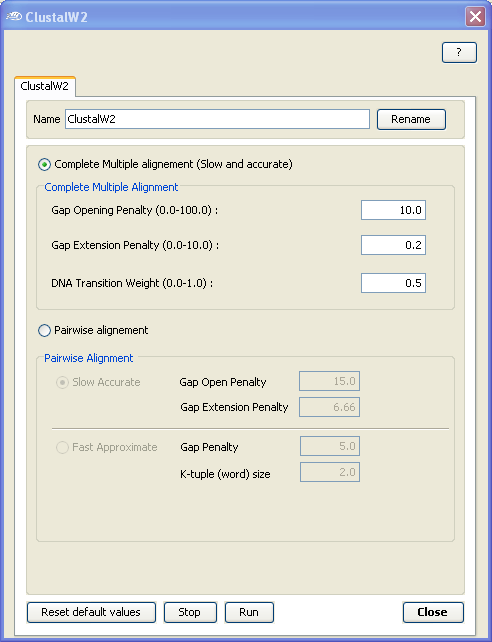 ClustalW2
?
ClustalW2
Name ClustalW2 Rename
Complete Multiple alignement (Slow and accurate)
Complete Multiple Alignment
Gap Opening Penalty (0.0-100.0) : 10.0
Gap Extension Penalty (0.0-10.0) : 0.2
DNA Transition Weight (0.0-1.0) : 0.5
Pairwise alignement
Pairwise Alignment
Slow Accurate Gap Open Penalty 15.0
Gap Extension Penalty 6.66
Fast Approximate Gap Penalty 5.0
K-tuple (word) size 2.0
Reset default values Stop Run Close